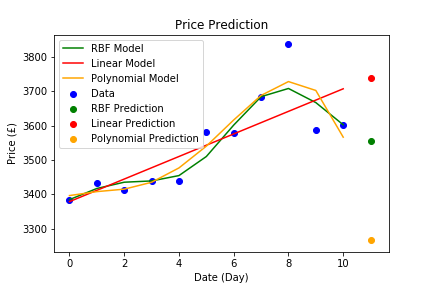 Price Prediction
RBF Model
Linear Model
Polynomial Model
Data
RBF Prediction
Linear Prediction
Polynomial Prediction
3800
3700
3600
3500
3400
3300
Price (£)
0 2 4 6 8 10
Date (Day)